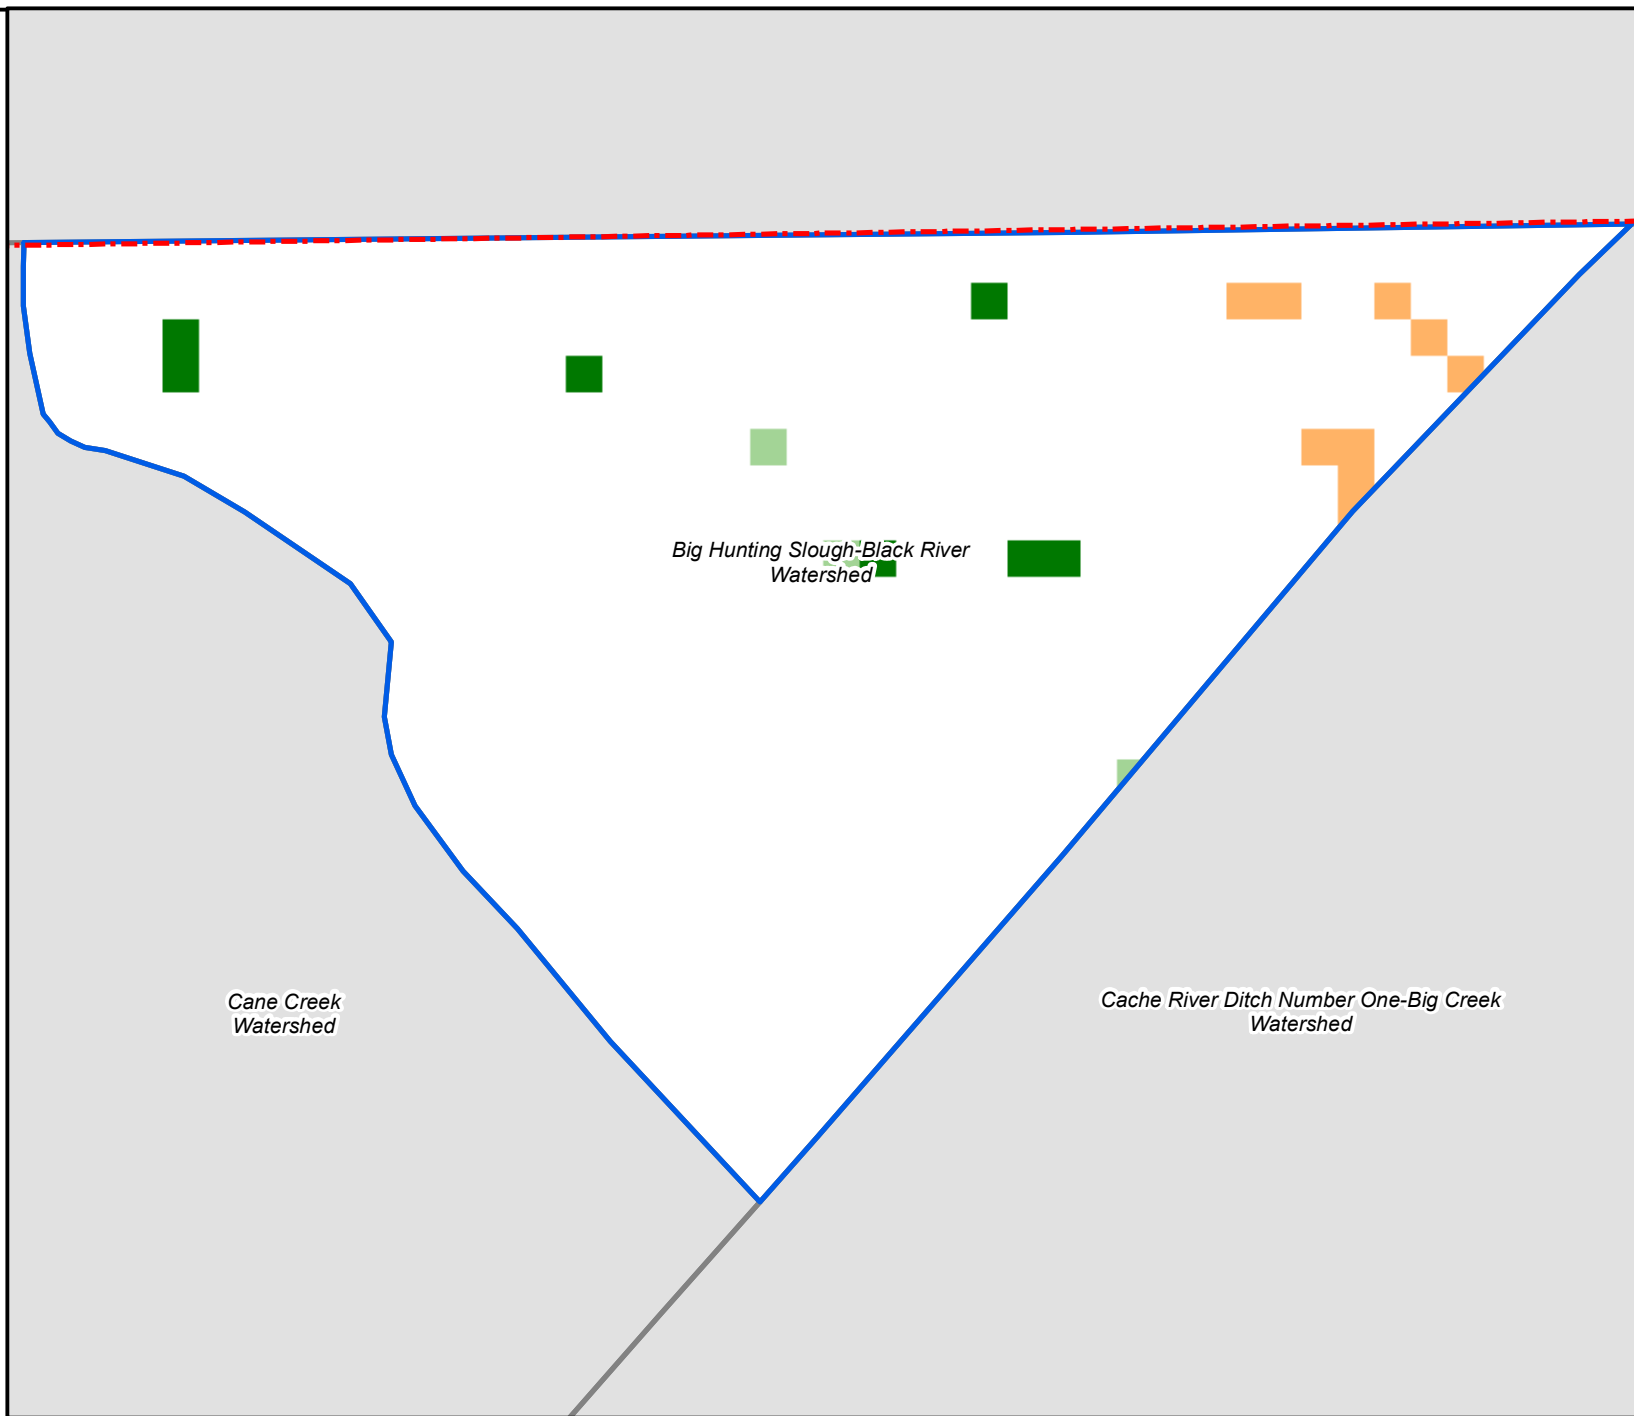 Big Hunting Slough-Black River
Watershed
Cane Creek
Watershed
Cache River Ditch Number One-Big Creek
Watershed